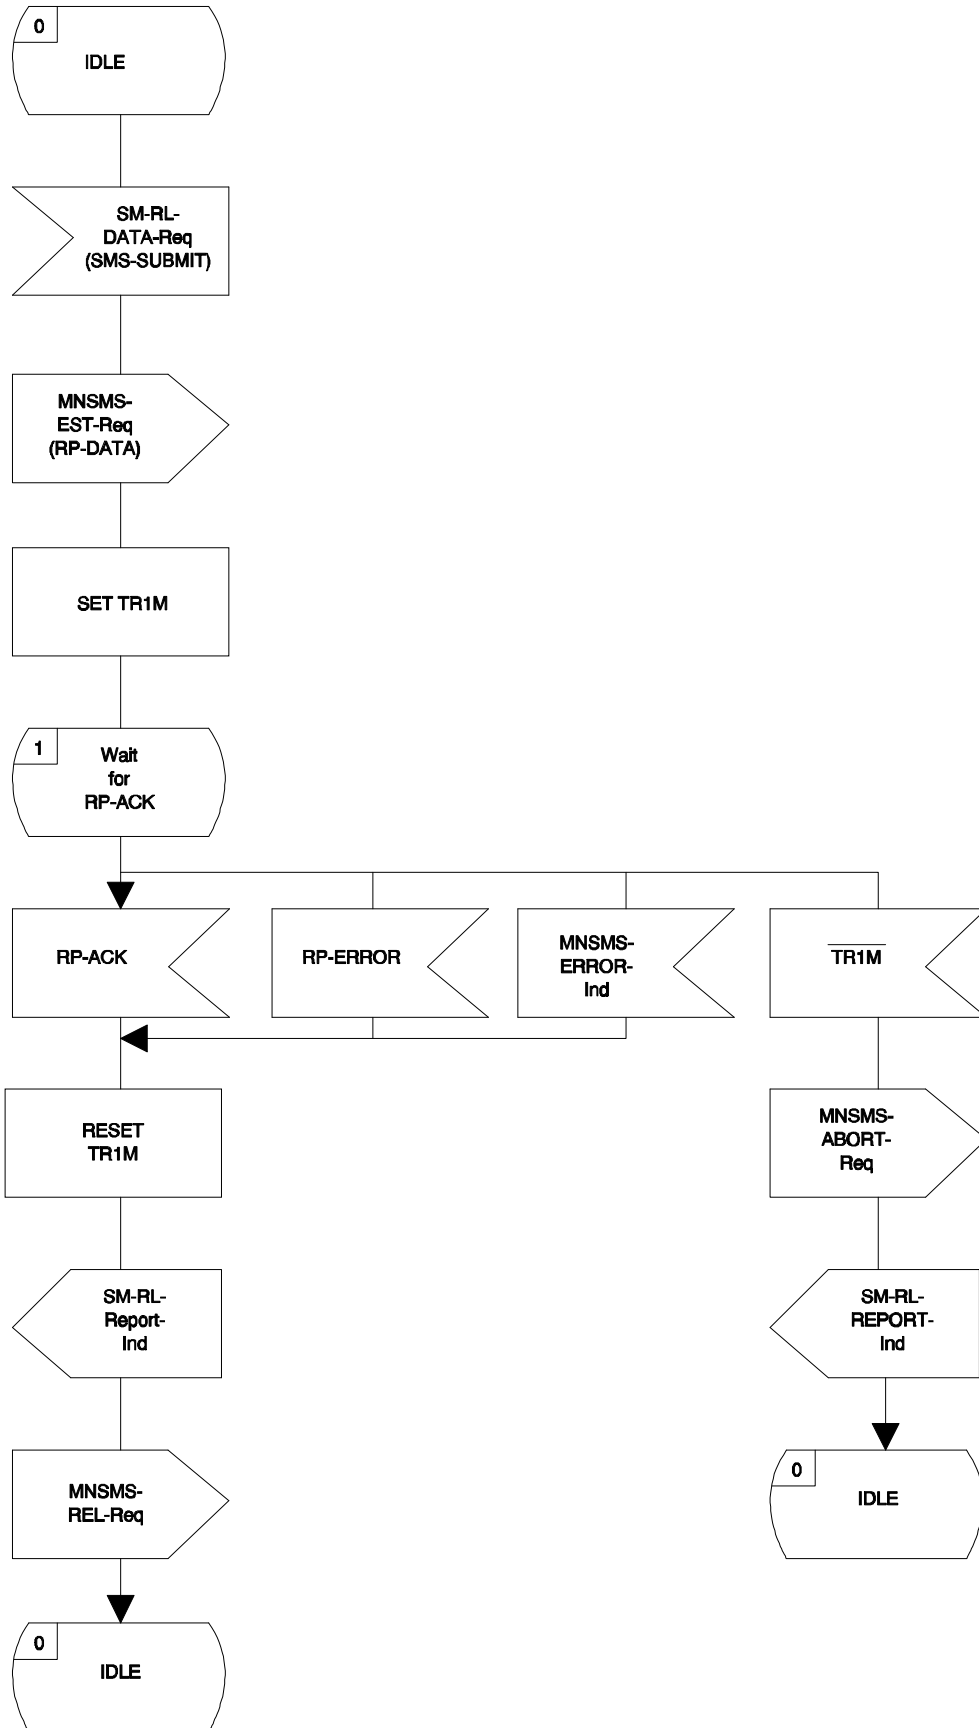 0
IDLE
SM-RL-
DATA-Req
(SMS-SUBMIT)
MNSMS-
EST-Req
(RP-DATA)
SET TR1M
1
Wait
for
RP-ACK
RP-ACK
RP-ERROR
MNSMS-
ERROR-
Ind
TR1M
RESET
TR1M
MNSMS-
ABORT-
Req
SM-RL-
Report-
Ind
SM-RL-
REPORT-
Ind
MNSMS-
REL-Req
0
IDLE
0
IDLE